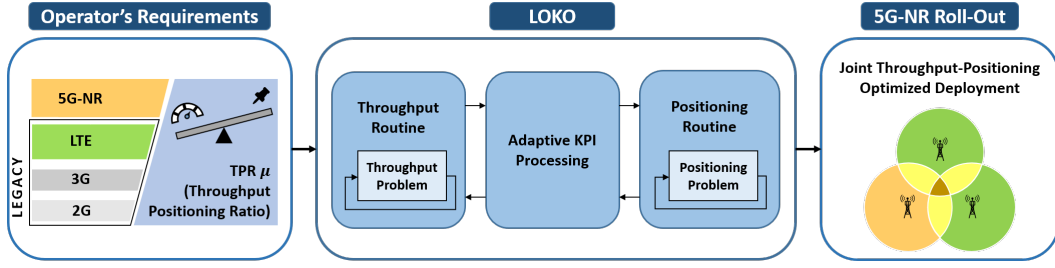 Operator's Requirements
LOKO
5G-NR Roll-Out
5G-NR
LTE
3G
2G
LEGACY
TPR μ
(Throughput
Positioning Ratio)
Throughput
Routine
Throughput
Problem
Adaptive KPI
Processing
Positioning
Routine
Positioning
Problem
Joint Throughput-Positioning
Optimized Deployment